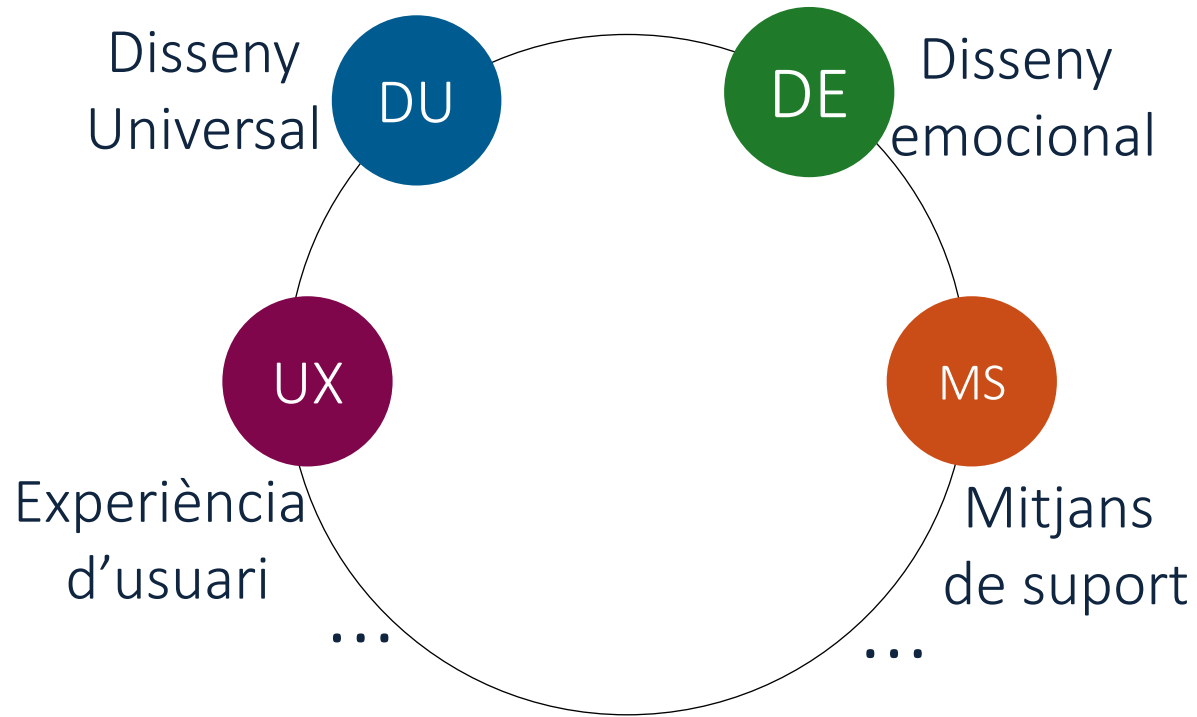 Disseny
Universal
DU
DE
Disseny
emocional
UX
Experiència
d’usuari
...
MS
Mitjans
de suport
...